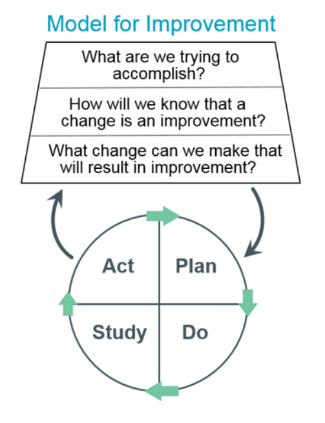 Model for Improvement
What are we trying to
accomplish?
How will we know that a
change is an improvement?
What change can we make that
will result in improvement?
Act
Plan
Study
Do